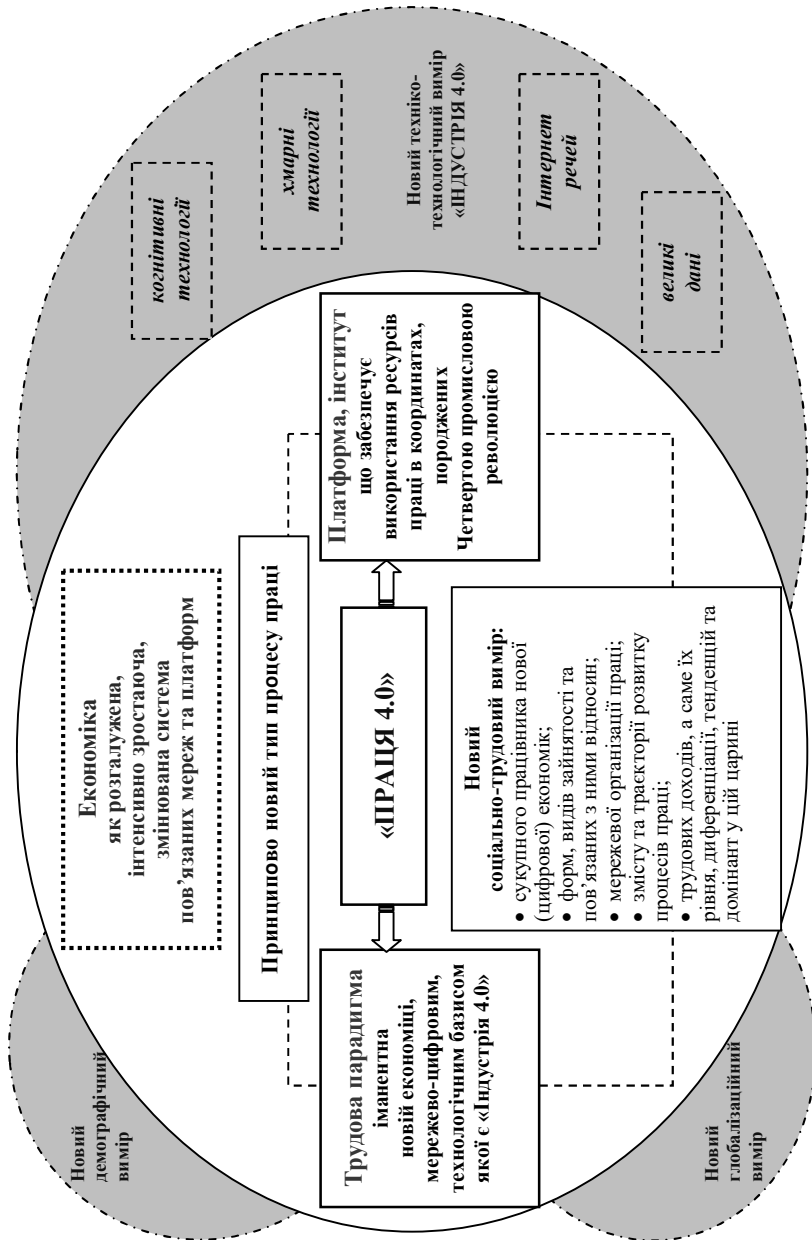 Економіка
як розгалужена,
інтенсивно зростаюча,
змінювана система
пов’язаних мереж та платформ
Принципово новий тип процесу праці
«ПРАЦЯ 4.0»
Трудова парадигма
іманентна
новій економіці,
мережево-цифровим,
технологічним базисом
якої є «Індустрія 4.0»
Платформа, інститут
що забезпечує
використання ресурсів
праці в координатах,
породжених
Четвертою промисловою
революцією
Новий
соціально-трудовий вимір:
• сукупного працівника нової
(цифрової) економік;
• форм, видів зайнятості та
пов’язаних з ними відносин;
• мережевої організації праці;
• змісту та траєкторії розвитку
процесів праці;
• трудових доходів, а саме їх
рівня, диференціації, тенденцій та
домінант у цій царині
Новий
демографічний
вимір
Новий
глобалізаційний
вимір
когнітивні
технології
хмарні
технології
Новий техніко-
технологічний вимір
«ІНДУСТРІЯ 4.0»
Інтернет
речей
великі
дані